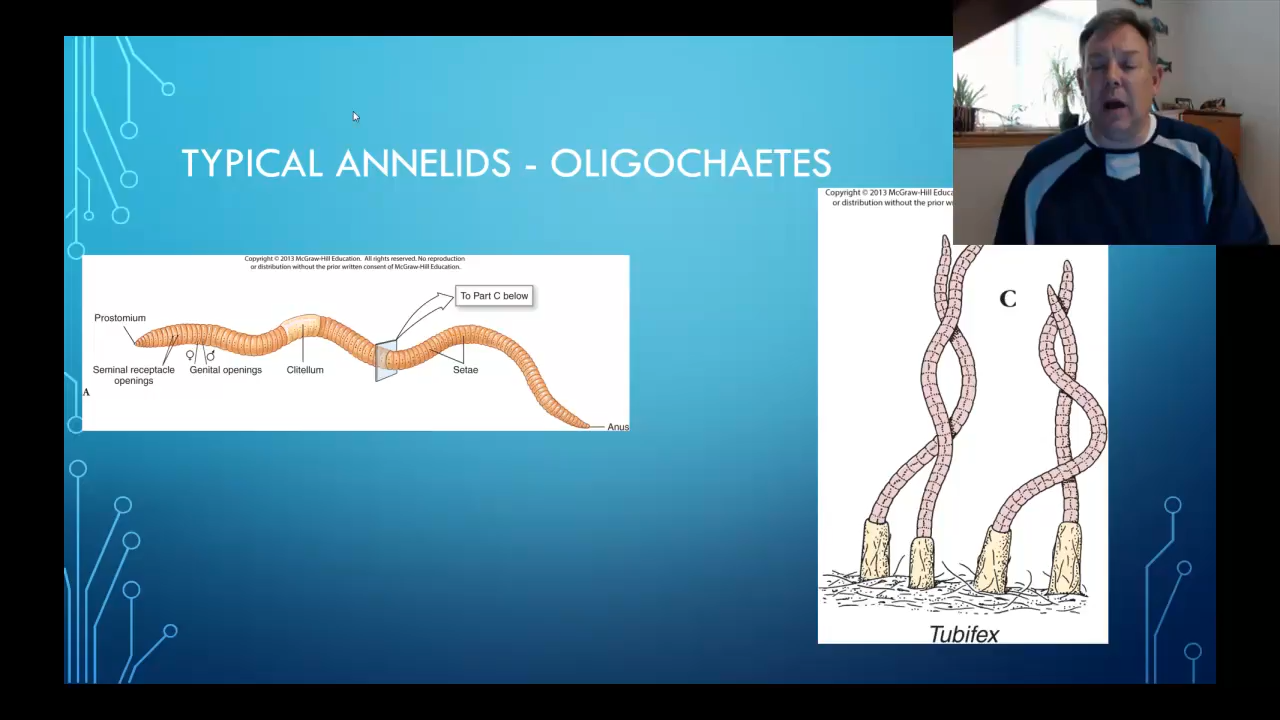 TYPICAL ANNELIDS - OLIGOCHAETES
Copyright © 2013 McGraw-Hill Education. All rights reserved. No reproduction
or distribution without the prior written consent of McGraw-Hill Education.
To Part C below
Prostomium
♀ ♂
Seminal receptacle
openings
Genital openings
Clitellum
Setae
A
Anus
Copyright © 2013 McGraw-Hill
or distribution without the prior
C
Tubifex